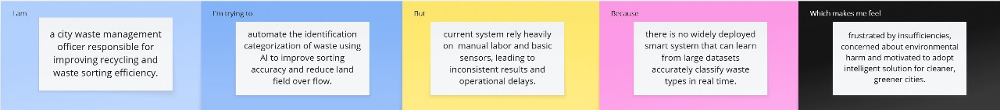 I am
a city waste management
officer responsible for
improving recycling and
waste sorting efficiency.
I'm trying to
automate the identification
categorization of waste using
AI to improve sorting
accuracy and reduce land
field over flow.
But
current system rely heavily
on manual labor and basic
sensors, leading to
inconsistent results and
operational delays.
Because
there is no widely deployed
smart system that can learn
from large datasets
accurately classify waste
types in real time.
Which makes me feel
frustrated by insufficiencies,
concerned about environmental
harm and motivated to adopt
intelligent solution for cleaner,
greener cities.